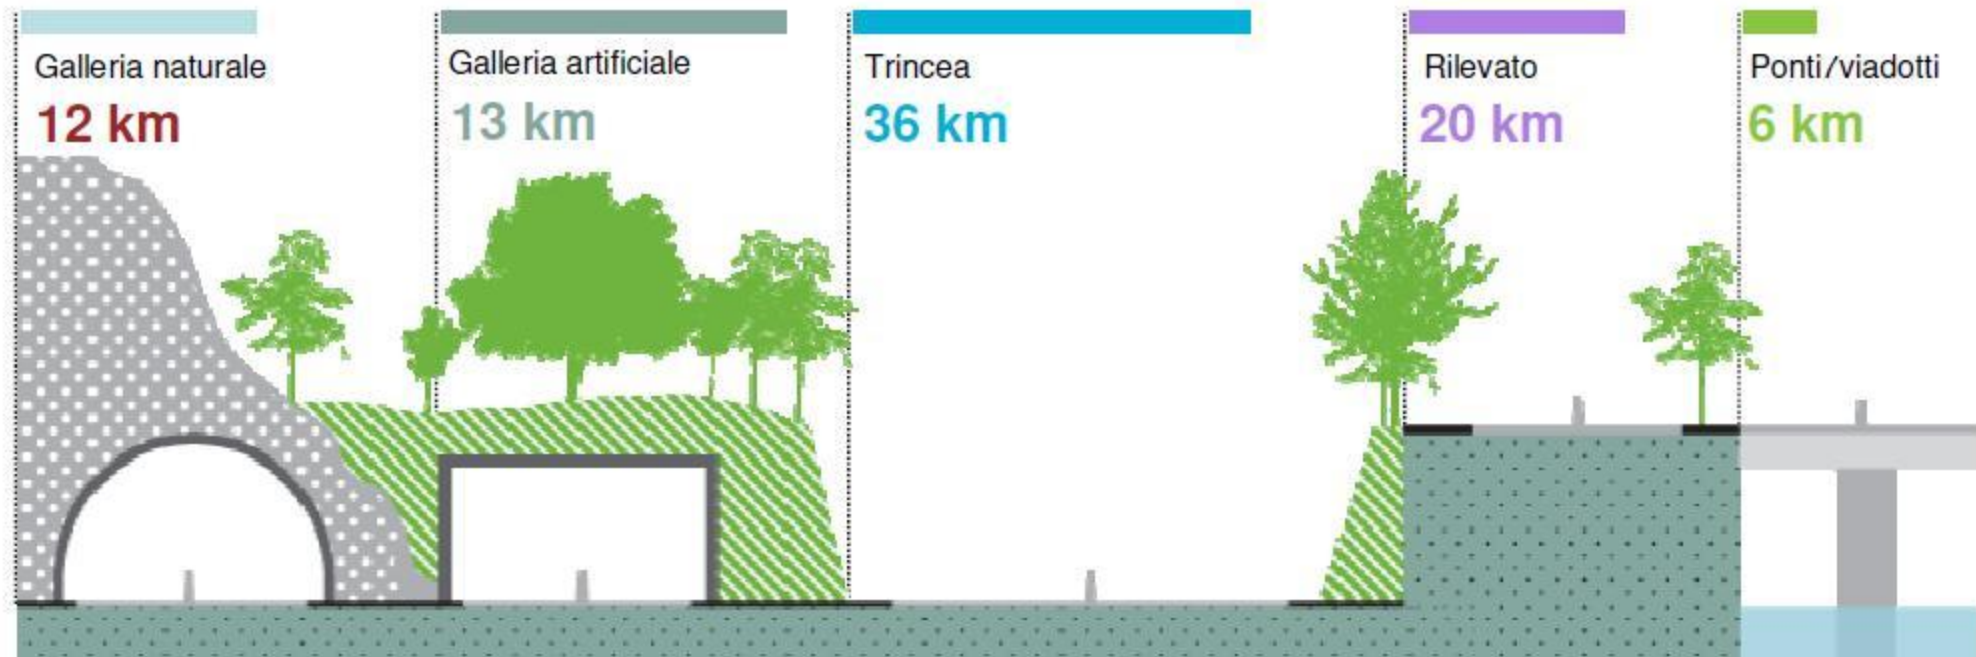 Galleria naturale
12 km
Galleria artificiale
13 km
Trincea
36 km
Rilevato
20 km
Ponti/viadotti
6 km